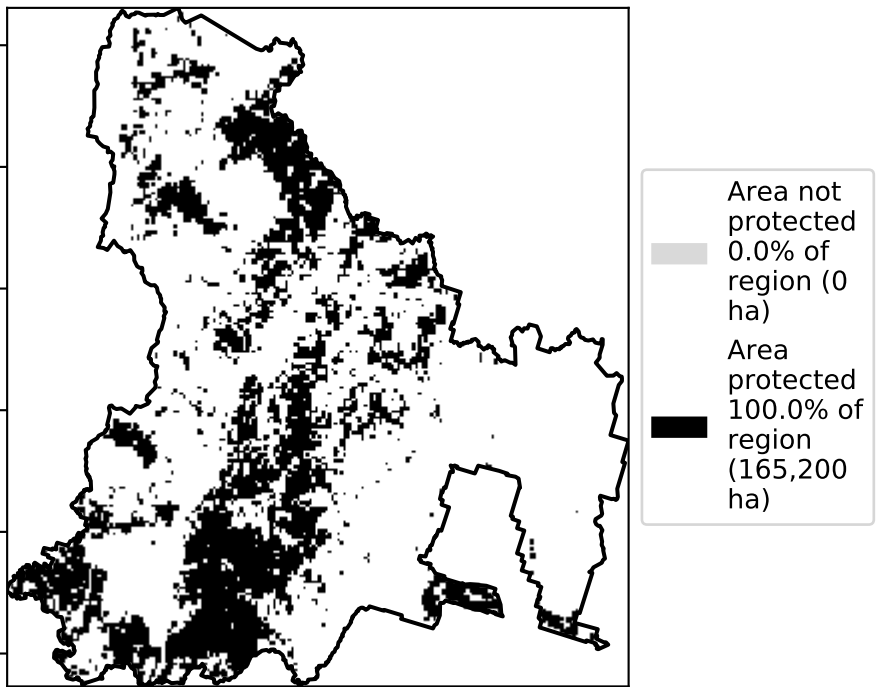 Area not
protected
0.0% of
region (0
ha)
Area
protected
100.0% of
region
(165,200
ha)